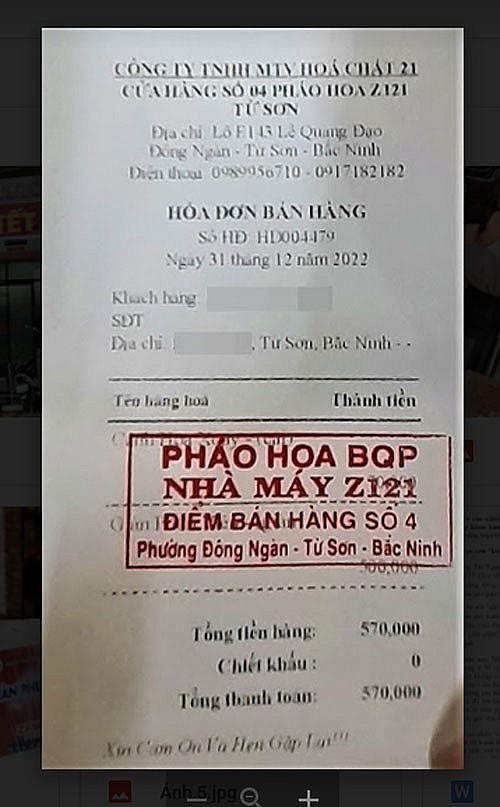 CÔNG TY TNHH MTV HOÁ CHẤT 21
CỬA HÀNG SỐ 04 PHÁO HOA Z121
TỪ SƠN
Địa chỉ: Lô F143 Lê Quang Đạo
Đồng Ngàn - Từ Sơn - Bắc Ninh
Điện thoại: 0989956710 - 0917182182
HÓA ĐƠN BÁN HÀNG
Số HĐ: HD004479
Ngày 31 tháng 12 năm 2022
Khách hàng:
SĐT
Địa chỉ: , Từ Sơn, Bắc Ninh - -
Tên hàng hoá Thành tiền
PHÁO HOA BQP
NHÀ MÁY Z121
ĐIỂM BÁN HÀNG SỐ 4
Phường Đông Ngàn - Từ Sơn - Bắc Ninh
500,000
Tổng tiền hàng: 570,000
Chiết khấu : 0
Tổng thanh toán: 570,000
Xin Cảm Ơn Và Hẹn Gặp Lại!!!
Ảnh 5.jpg